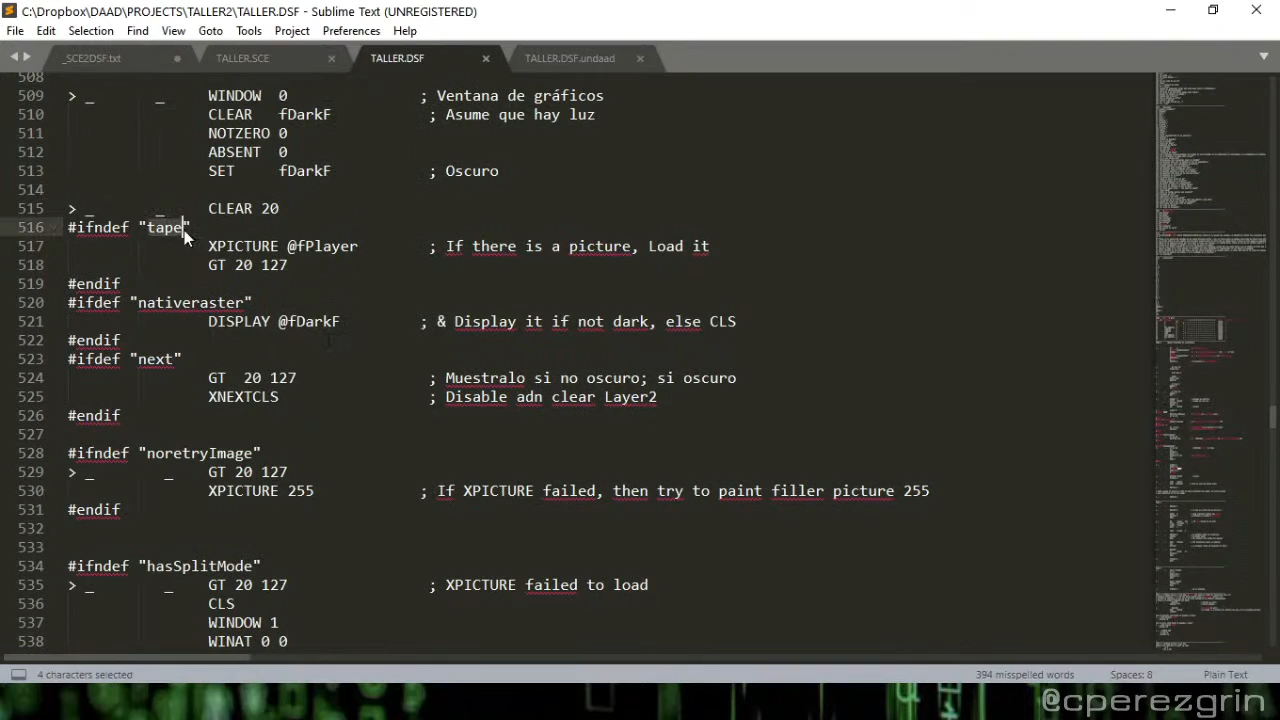 C:\Dropbox\DAAD\PROJECTS\TALLER2\TALLER.DSF - Sublime Text (UNREGISTERED)
File Edit Selection Find View Goto Tools Project Preferences Help
_SCE2DSF.txt TALLER.SCE TALLER.DSF TALLER.DSF.undaad
508
509 > _ _ WINDOW 0 ; Ventana de gráficos
510 CLEAR fDarkF ; Asume que hay luz
511 NOTZERO 0
512 ABSENT 0
513 SET fDarkF ; Oscuro
514
515 > _ _ CLEAR 20
516 #ifndef "tape"
517 XPICTURE @fPlayer ; If there is a picture, Load it
518 GT 20 127
519 #endif
520 #ifdef "nativeraster"
521 DISPLAY @fDarkF ; & Display it if not dark, else CLS
522 #endif
523 #ifdef "next"
524 GT 20 127 ; Muestralo si no oscuro; si oscuro
525 XNEXTCLS ; Disable adn clear Layer2
526 #endif
527
528 #ifndef "noretryImage"
529 > _ _ GT 20 127
530 XPICTURE 255 ; If XPICTURE failed, then try to paint filler picture 255
531 #endif
532
533
534 #ifndef "hasSplitMode"
535 > _ _ GT 20 127 ; XPICTURE failed to load
536 CLS
537 WINDOW 1
538 WINAT 0 0
4 characters selected 394 misspelled words Spaces: 8 Plain Text
@cperezgrin